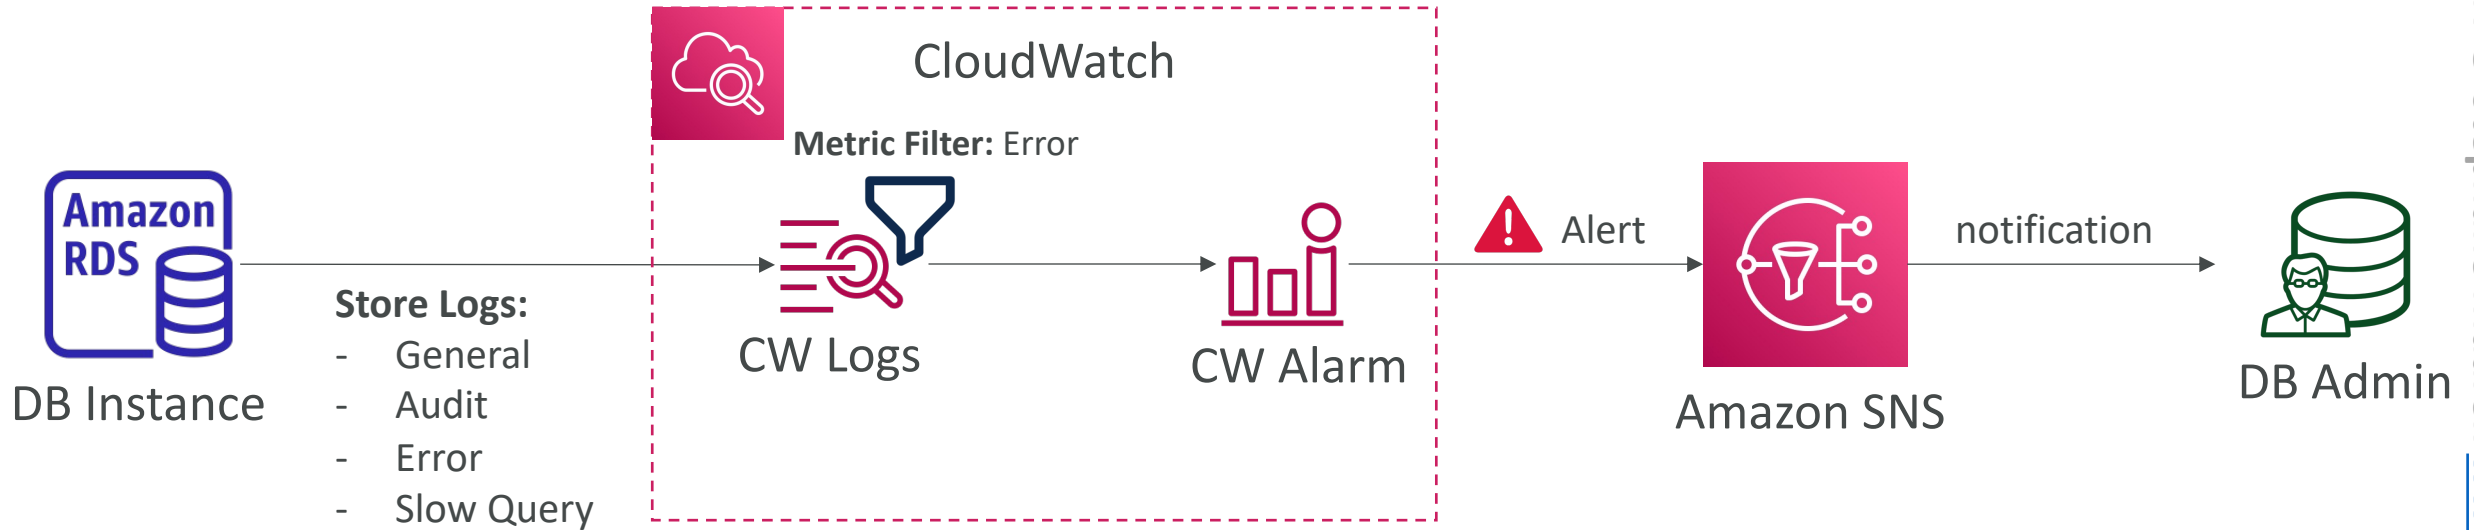 CloudWatch
Metric Filter: Error
Amazon
RDS
Alert
notification
Store Logs:
- General
- Audit
- Error
- Slow Query
DB Instance
CW Logs
CW Alarm
Amazon SNS
DB Admin